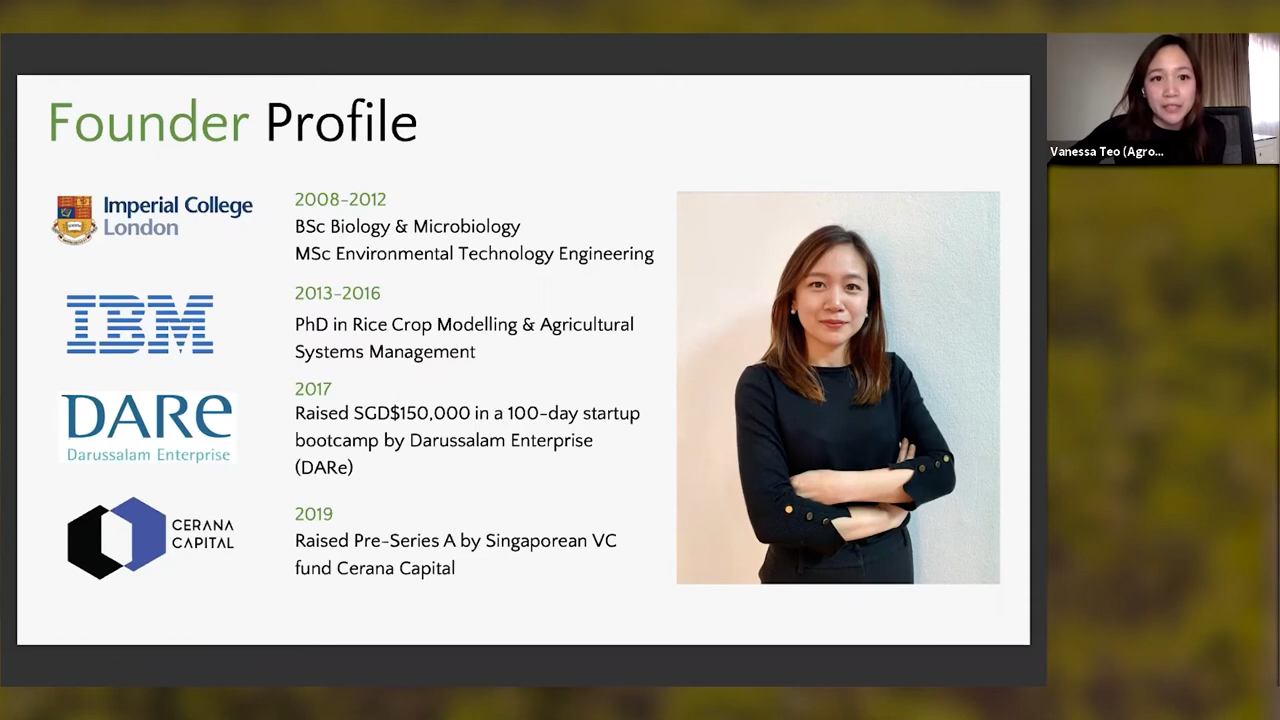 Founder Profile
Imperial College
London
2008-2012
BSc Biology & Microbiology
MSc Environmental Technology Engineering
IBM
2013-2016
PhD in Rice Crop Modelling & Agricultural
Systems Management
DARe
Darussalam Enterprise
2017
Raised SGD$150,000 in a 100-day startup
bootcamp by Darussalam Enterprise
(DARe)
CERANA
CAPITAL
2019
Raised Pre-Series A by Singaporean VC
fund Cerana Capital
Vanessa Teo (Agro...